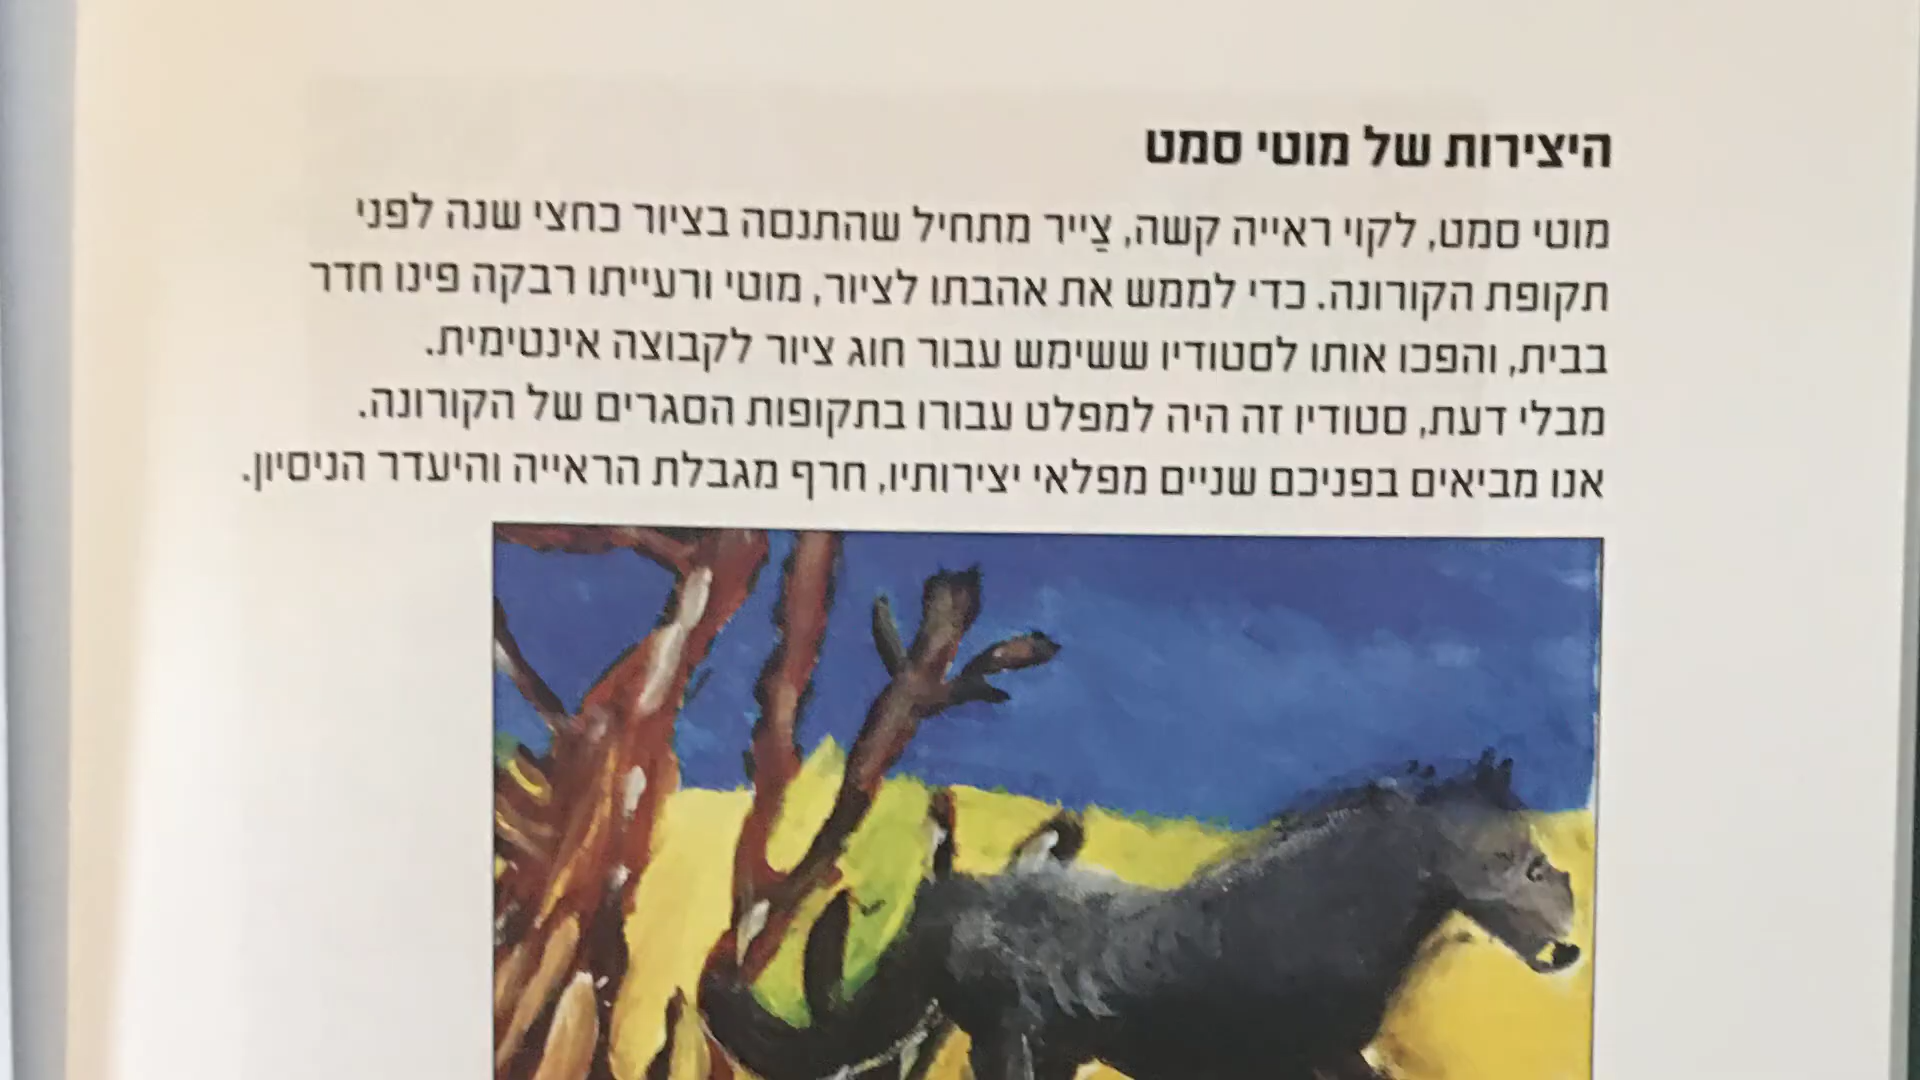 היצירות של מוטי סמט
מוטי סמט, לקוי ראייה קשה, צַייר מתחיל שהתנסה בציור כחצי שנה לפני
תקופת הקורונה. כדי לממש את אהבתו לציור, מוטי ורעייתו רבקה פינו חדר
בבית, והפכו אותו לסטודיו ששימש עבור חוג ציור לקבוצה אינטימית.
מבלי דעת, סטודיו זה היה למפלט עבורו בתקופות הסגרים של הקורונה.
אנו מביאים בפניכם שניים מפלאי יצירותיו, חרף מגבלת הראייה והיעדר הניסיון.